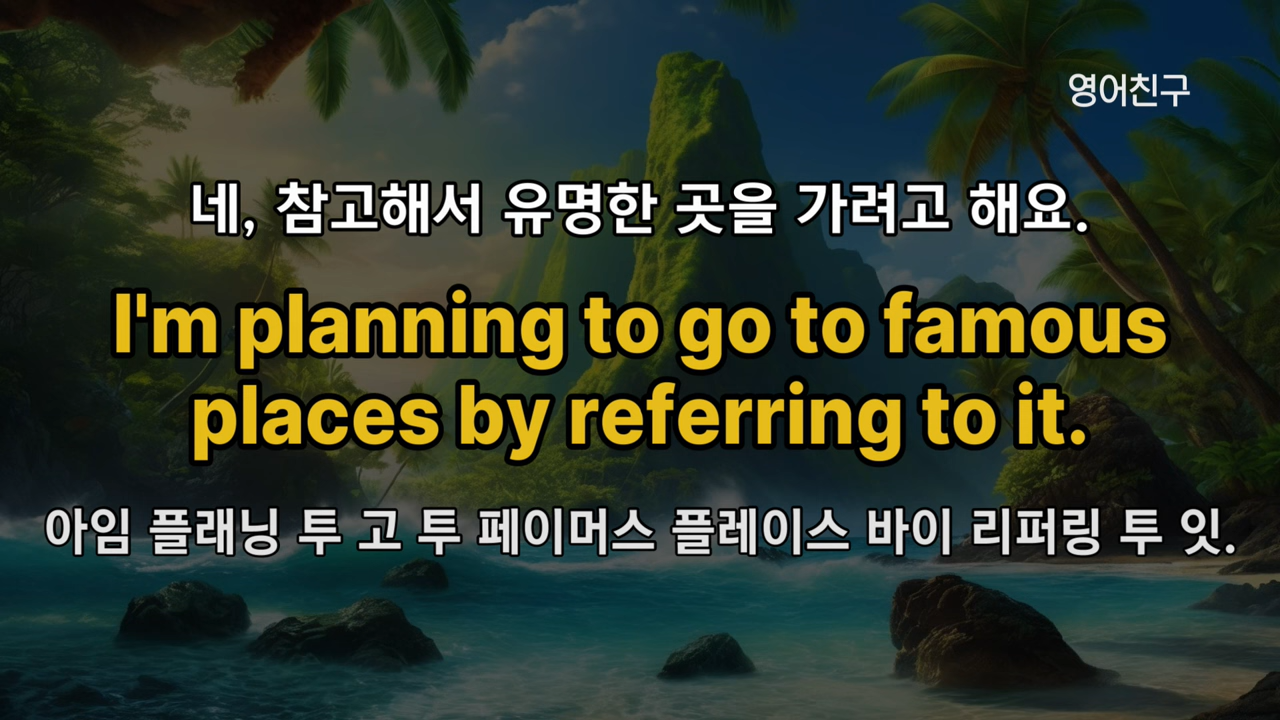 영어친구
네, 참고해서 유명한 곳을 가려고 해요.
I'm planning to go to famous
places by referring to it.
아임 플래닝 투 고 투 페이머스 플레이스 바이 리퍼링 투 잇.